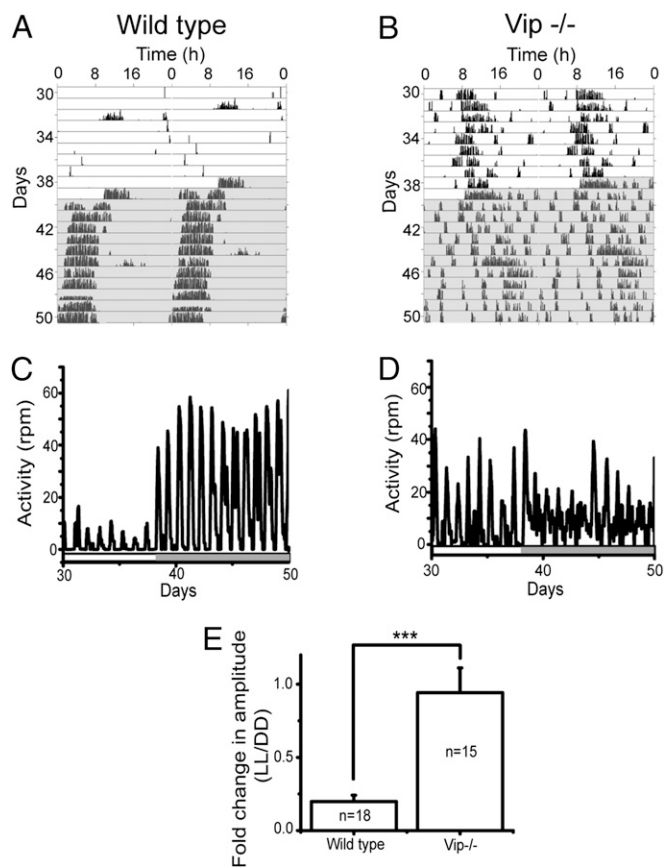 A Wild type
Time (h)
0 8 16 0 8 16 0
30
34
38
42
46
50
Days
B Vip -/-
Time (h)
0 8 16 0 8 16 0
30
34
38
42
46
50
Days
C
60
40
20
0
Activity (rpm)
30 40 50
Days
D
60
40
20
0
Activity (rpm)
30 40 50
Days
E
***
Fold change in amplitude
(LL/DD)
1.0
0.5
0.0
n=18
n=15
Wild type Vip-/-